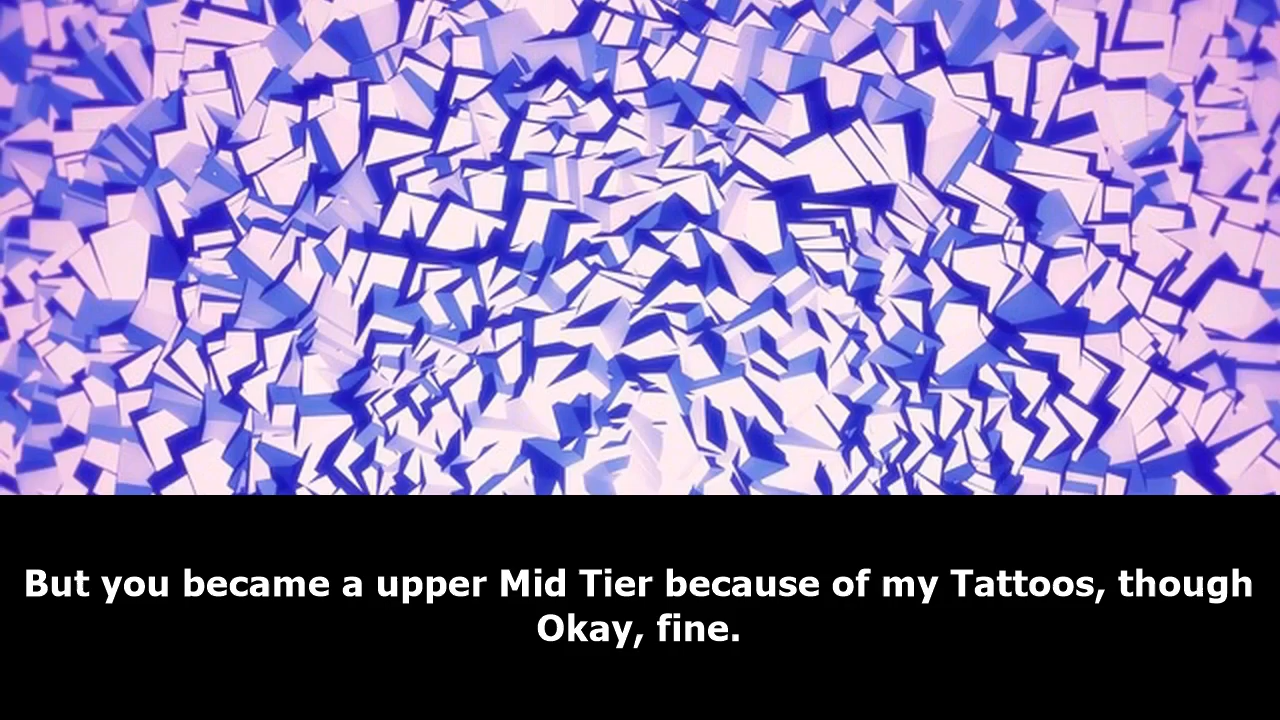 But you became a upper Mid Tier because of my Tattoos, though
Okay, fine.